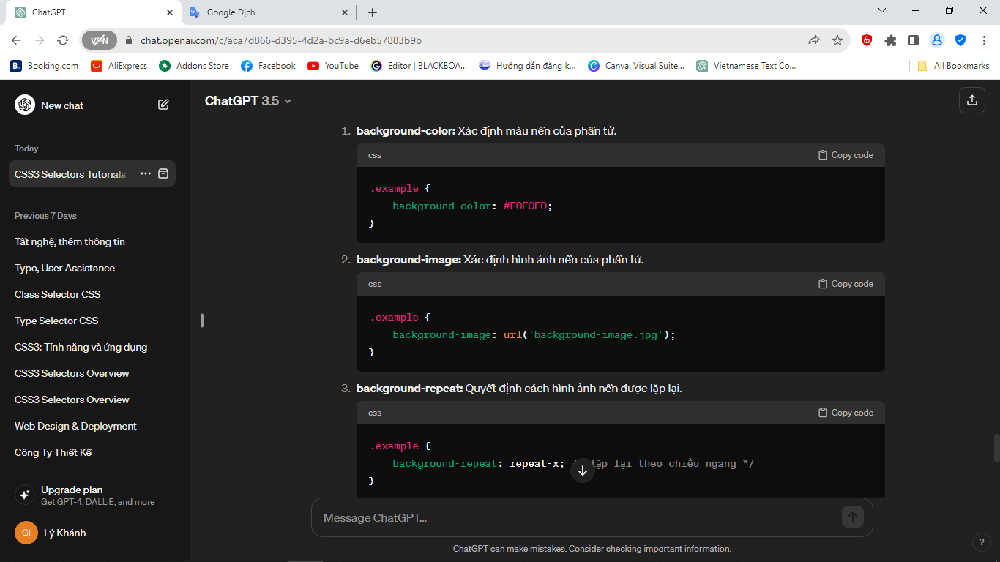 ChatGPT
Google Dịch
VPN
chat.openai.com/c/aca7d866-d395-4d2a-bc9a-d6eb57883b9b
B. Booking.com
AliExpress
Addons Store
Facebook
YouTube
Editor | BLACKBOA...
Hướng dẫn đăng k...
Canva: Visual Suite...
Vietnamese Text Co...
All Bookmarks
New chat
Today
CSS3 Selectors Tutorials
Previous 7 Days
Tất nghệ, thêm thông tin
Typo, User Assistance
Class Selector CSS
Type Selector CSS
CSS3: Tính năng và ứng dụng
CSS3 Selectors Overview
CSS3 Selectors Overview
Web Design & Deployment
Công Ty Thiết Kế
Upgrade plan
Get GPT-4, DALL·E, and more
GI
Lý Khánh
ChatGPT 3.5
1. background-color: Xác định màu nền của phần tử.
css
Copy code
.example {
background-color: #F0F0F0;
}
2. background-image: Xác định hình ảnh nền của phần tử.
css
Copy code
.example {
background-image: url('background-image.jpg');
}
3. background-repeat: Quyết định cách hình ảnh nền được lặp lại.
css
Copy code
.example {
background-repeat: repeat-x; / lặp lại theo chiều ngang */
}
Message ChatGPT...
ChatGPT can make mistakes. Consider checking important information.
?